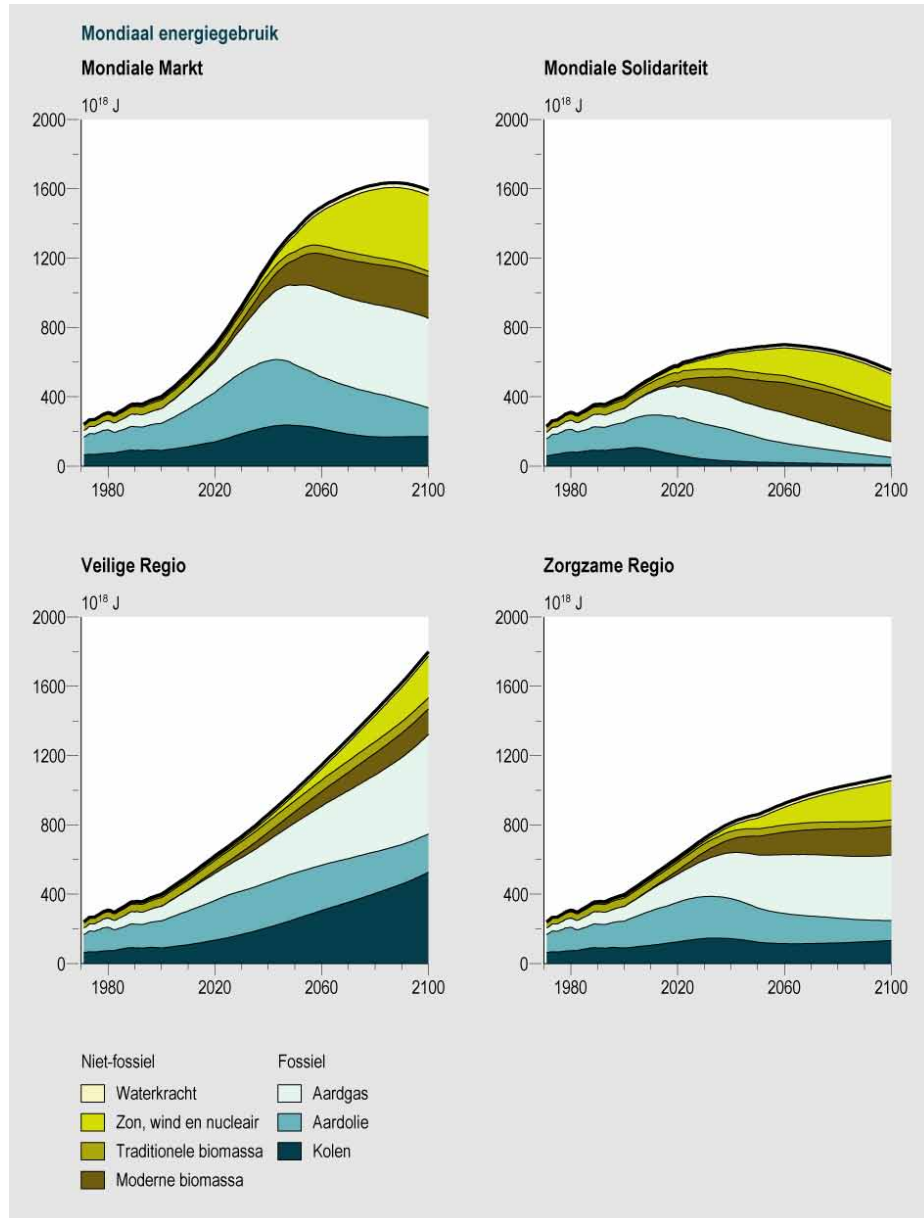 Mondiaal energiegebruik
Mondiale Markt
10¹⁸ J
2000
1600
1200
800
400
0
1980 2020 2060 2100
Mondiale Solidariteit
10¹⁸ J
2000
1600
1200
800
400
0
1980 2020 2060 2100
Veilige Regio
10¹⁸ J
2000
1600
1200
800
400
0
1980 2020 2060 2100
Zorgzame Regio
10¹⁸ J
2000
1600
1200
800
400
0
1980 2020 2060 2100
Niet-fossiel
Waterkracht
Zon, wind en nucleair
Traditionele biomassa
Moderne biomassa
Fossiel
Aardgas
Aardolie
Kolen